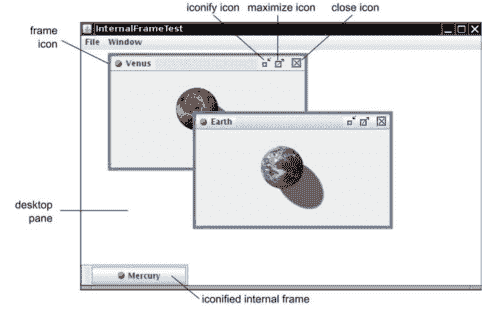 iconify icon maximize icon close icon
frame
icon
InternalFrameTest
File Window
Venus
Earth
desktop
pane
Mercury
iconified internal frame